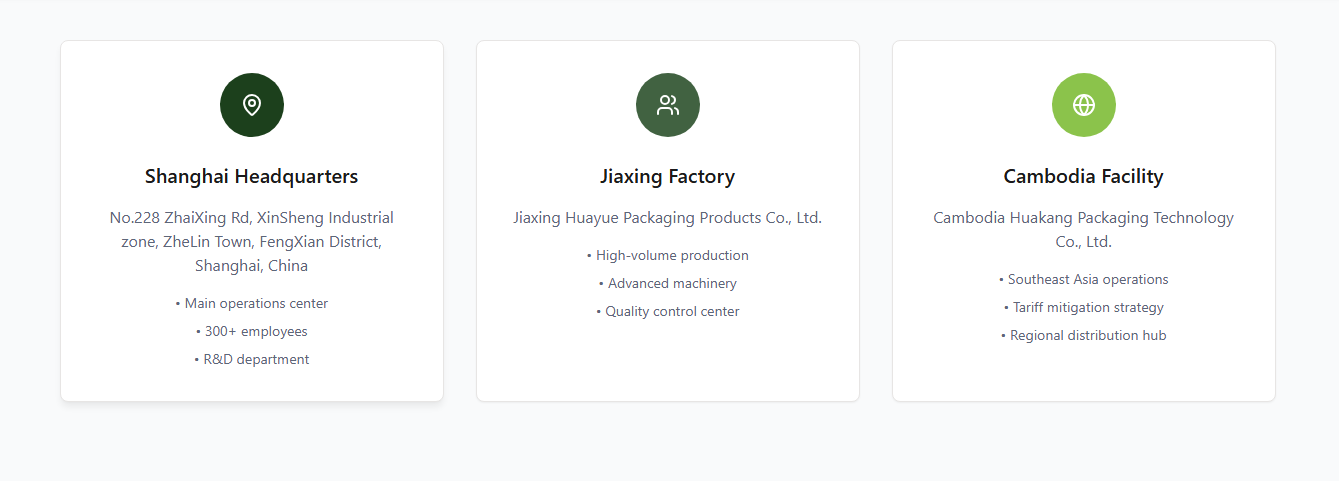 Shanghai Headquarters
No.228 ZhaiXing Rd, XinSheng Industrial
zone, ZheLin Town, FengXian District,
Shanghai, China
• Main operations center
• 300+ employees
• R&D department
Jiaxing Factory
Jiaxing Huayue Packaging Products Co., Ltd.
• High-volume production
• Advanced machinery
• Quality control center
Cambodia Facility
Cambodia Huakang Packaging Technology
Co., Ltd.
• Southeast Asia operations
• Tariff mitigation strategy
• Regional distribution hub